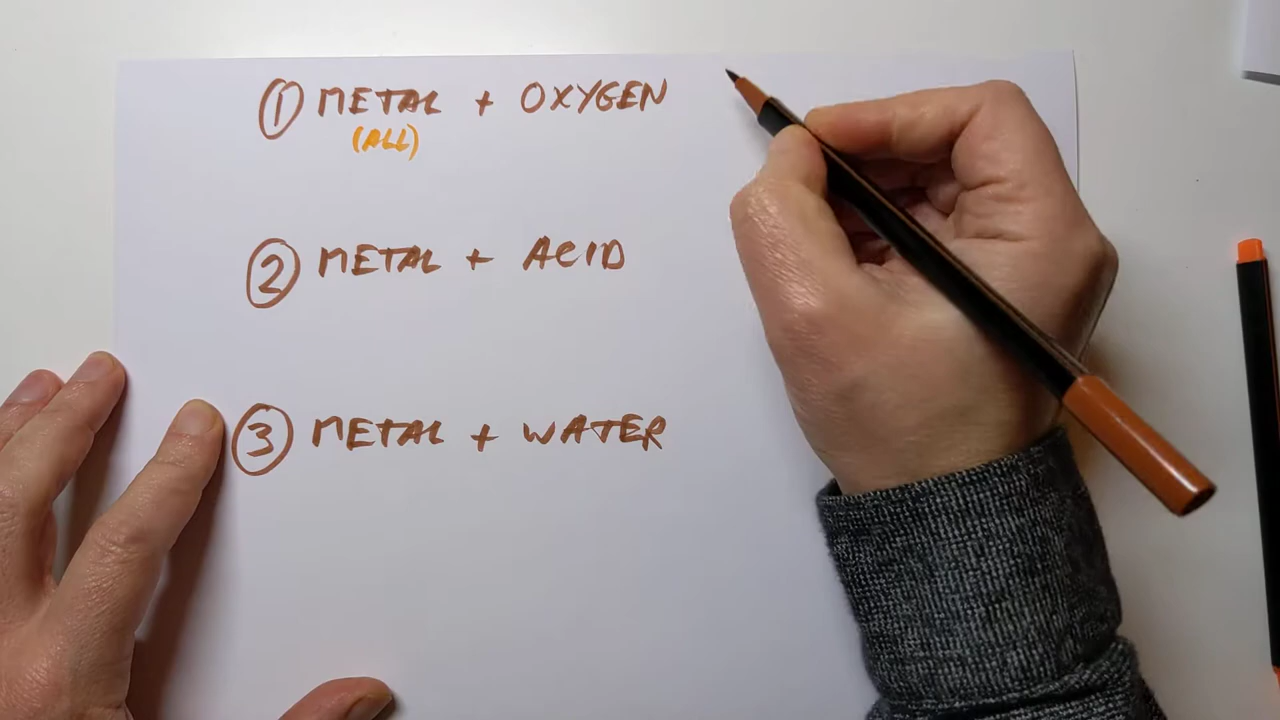 ① METAL + OXYGEN
(ALL)
② METAL + ACID
③ METAL + WATER